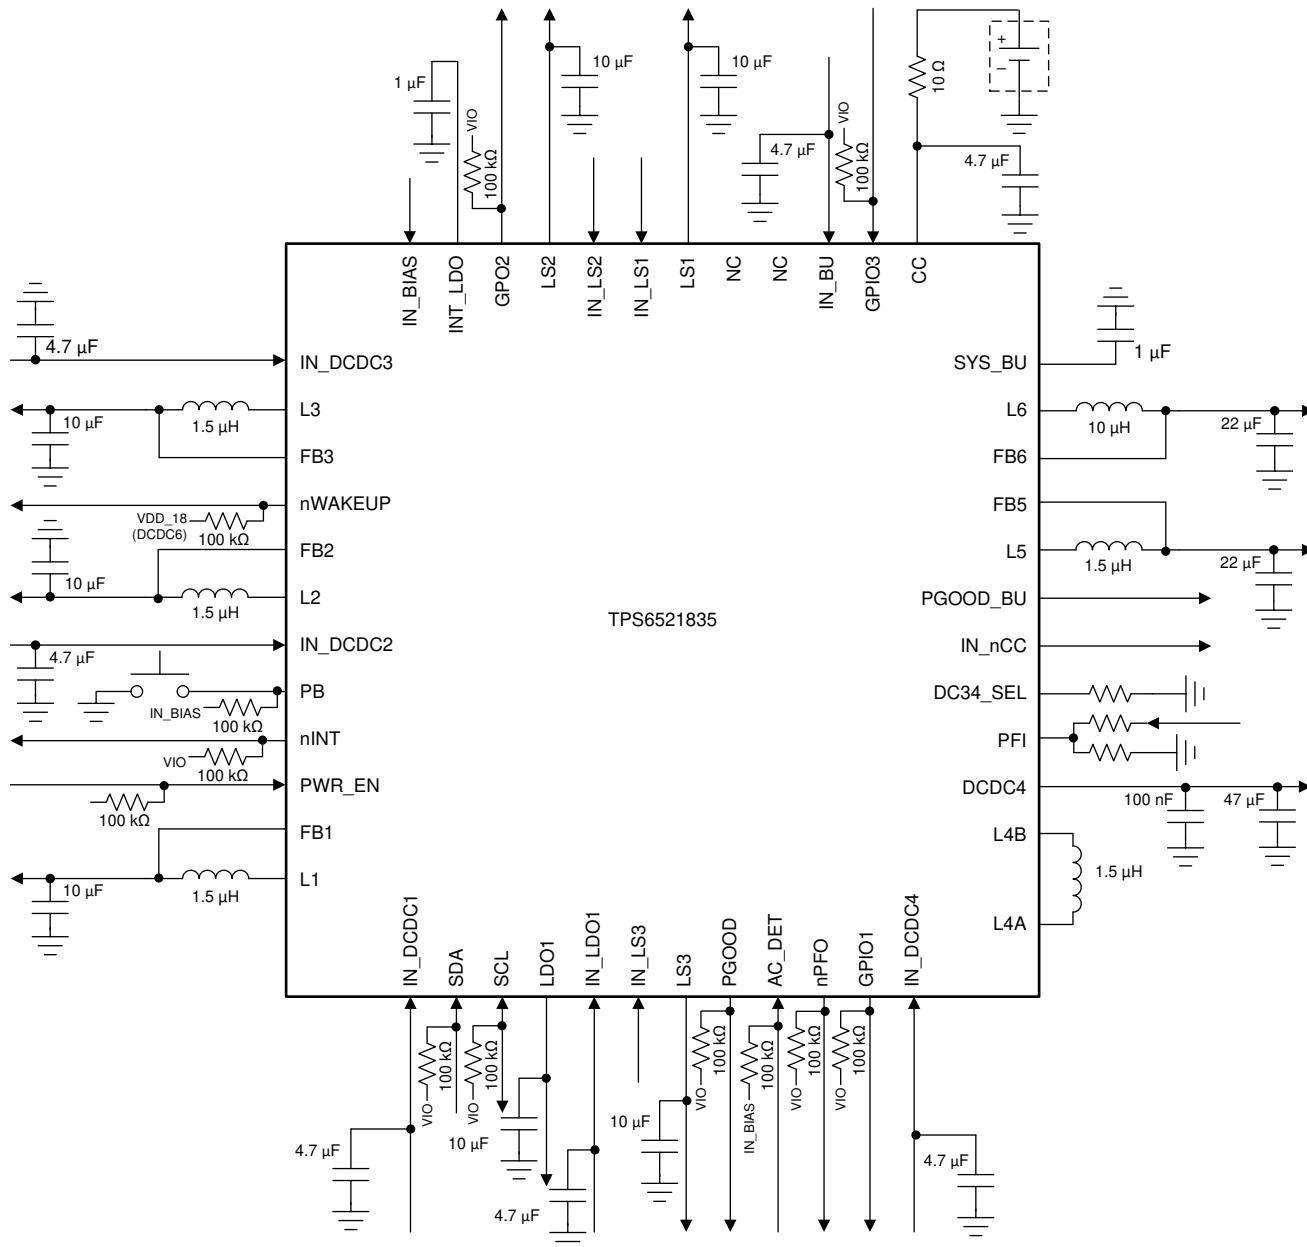 10 µF
10 µF
1 µF
VIO
100 kΩ
4.7 µF
VIO
100 kΩ
10 Ω
+
–
4.7 µF
IN_BIAS
INT_LDO
GPO2
LS2
IN_LS2
IN_LS1
LS1
NC
NC
IN_BU
GPIO3
CC
4.7 µF
IN_DCDC3
L3
10 µF
1.5 µH
FB3
nWAKEUP
VDD_18
(DCDC6)
100 kΩ
FB2
10 µF
L2
1.5 µH
IN_DCDC2
4.7 µF
PB
IN_BIAS
100 kΩ
nINT
VIO
100 kΩ
PWR_EN
100 kΩ
FB1
L1
10 µF
1.5 µH
TPS6521835
SYS_BU
1 µF
L6
10 µH
22 µF
FB6
FB5
L5
1.5 µH
22 µF
PGOOD_BU
IN_nCC
DC34_SEL
PFI
DCDC4
100 nF
47 µF
L4B
1.5 µH
L4A
IN_DCDC1
SDA
SCL
LDO1
IN_LDO1
IN_LS3
LS3
PGOOD
AC_DET
nPFO
GPIO1
IN_DCDC4
100 kΩ
VIO
100 kΩ
VIO
100 kΩ
VIO
100 kΩ
IN_BIAS
100 kΩ
VIO
100 kΩ
VIO
4.7 µF
10 µF
4.7 µF
10 µF
4.7 µF